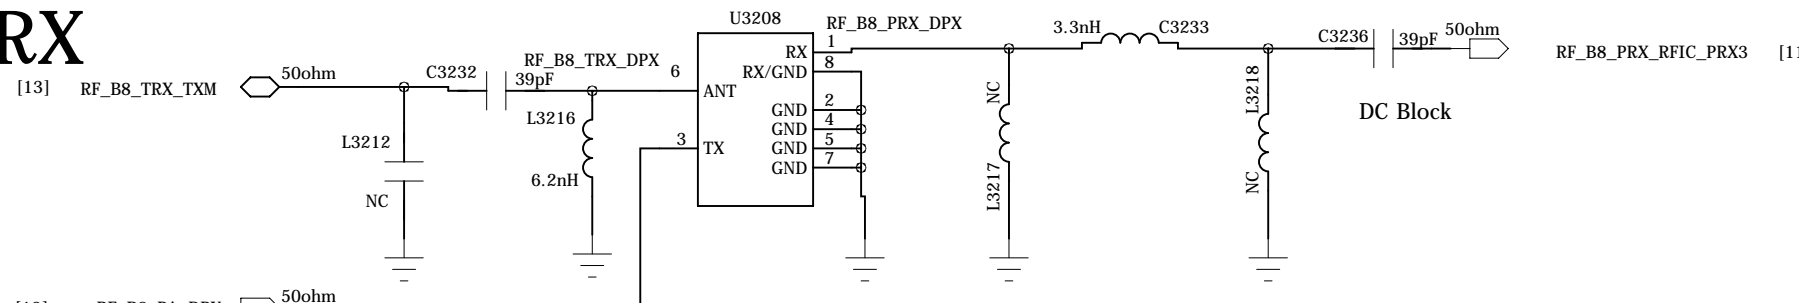 RX
[13] RF_B8_TRX_TXM
50ohm
C3232
39pF
RF_B8_TRX_DPX
L3212
NC
L3216
6.2nH
U3208
6
ANT
3
TX
RX
1
RX/GND
8
GND
2
GND
4
GND
5
GND
7
RF_B8_PRX_DPX
NC
L3217
3.3nH
C3233
L3218
NC
C3236
39pF
50ohm
DC Block
RF_B8_PRX_RFIC_PRX3
50ohm